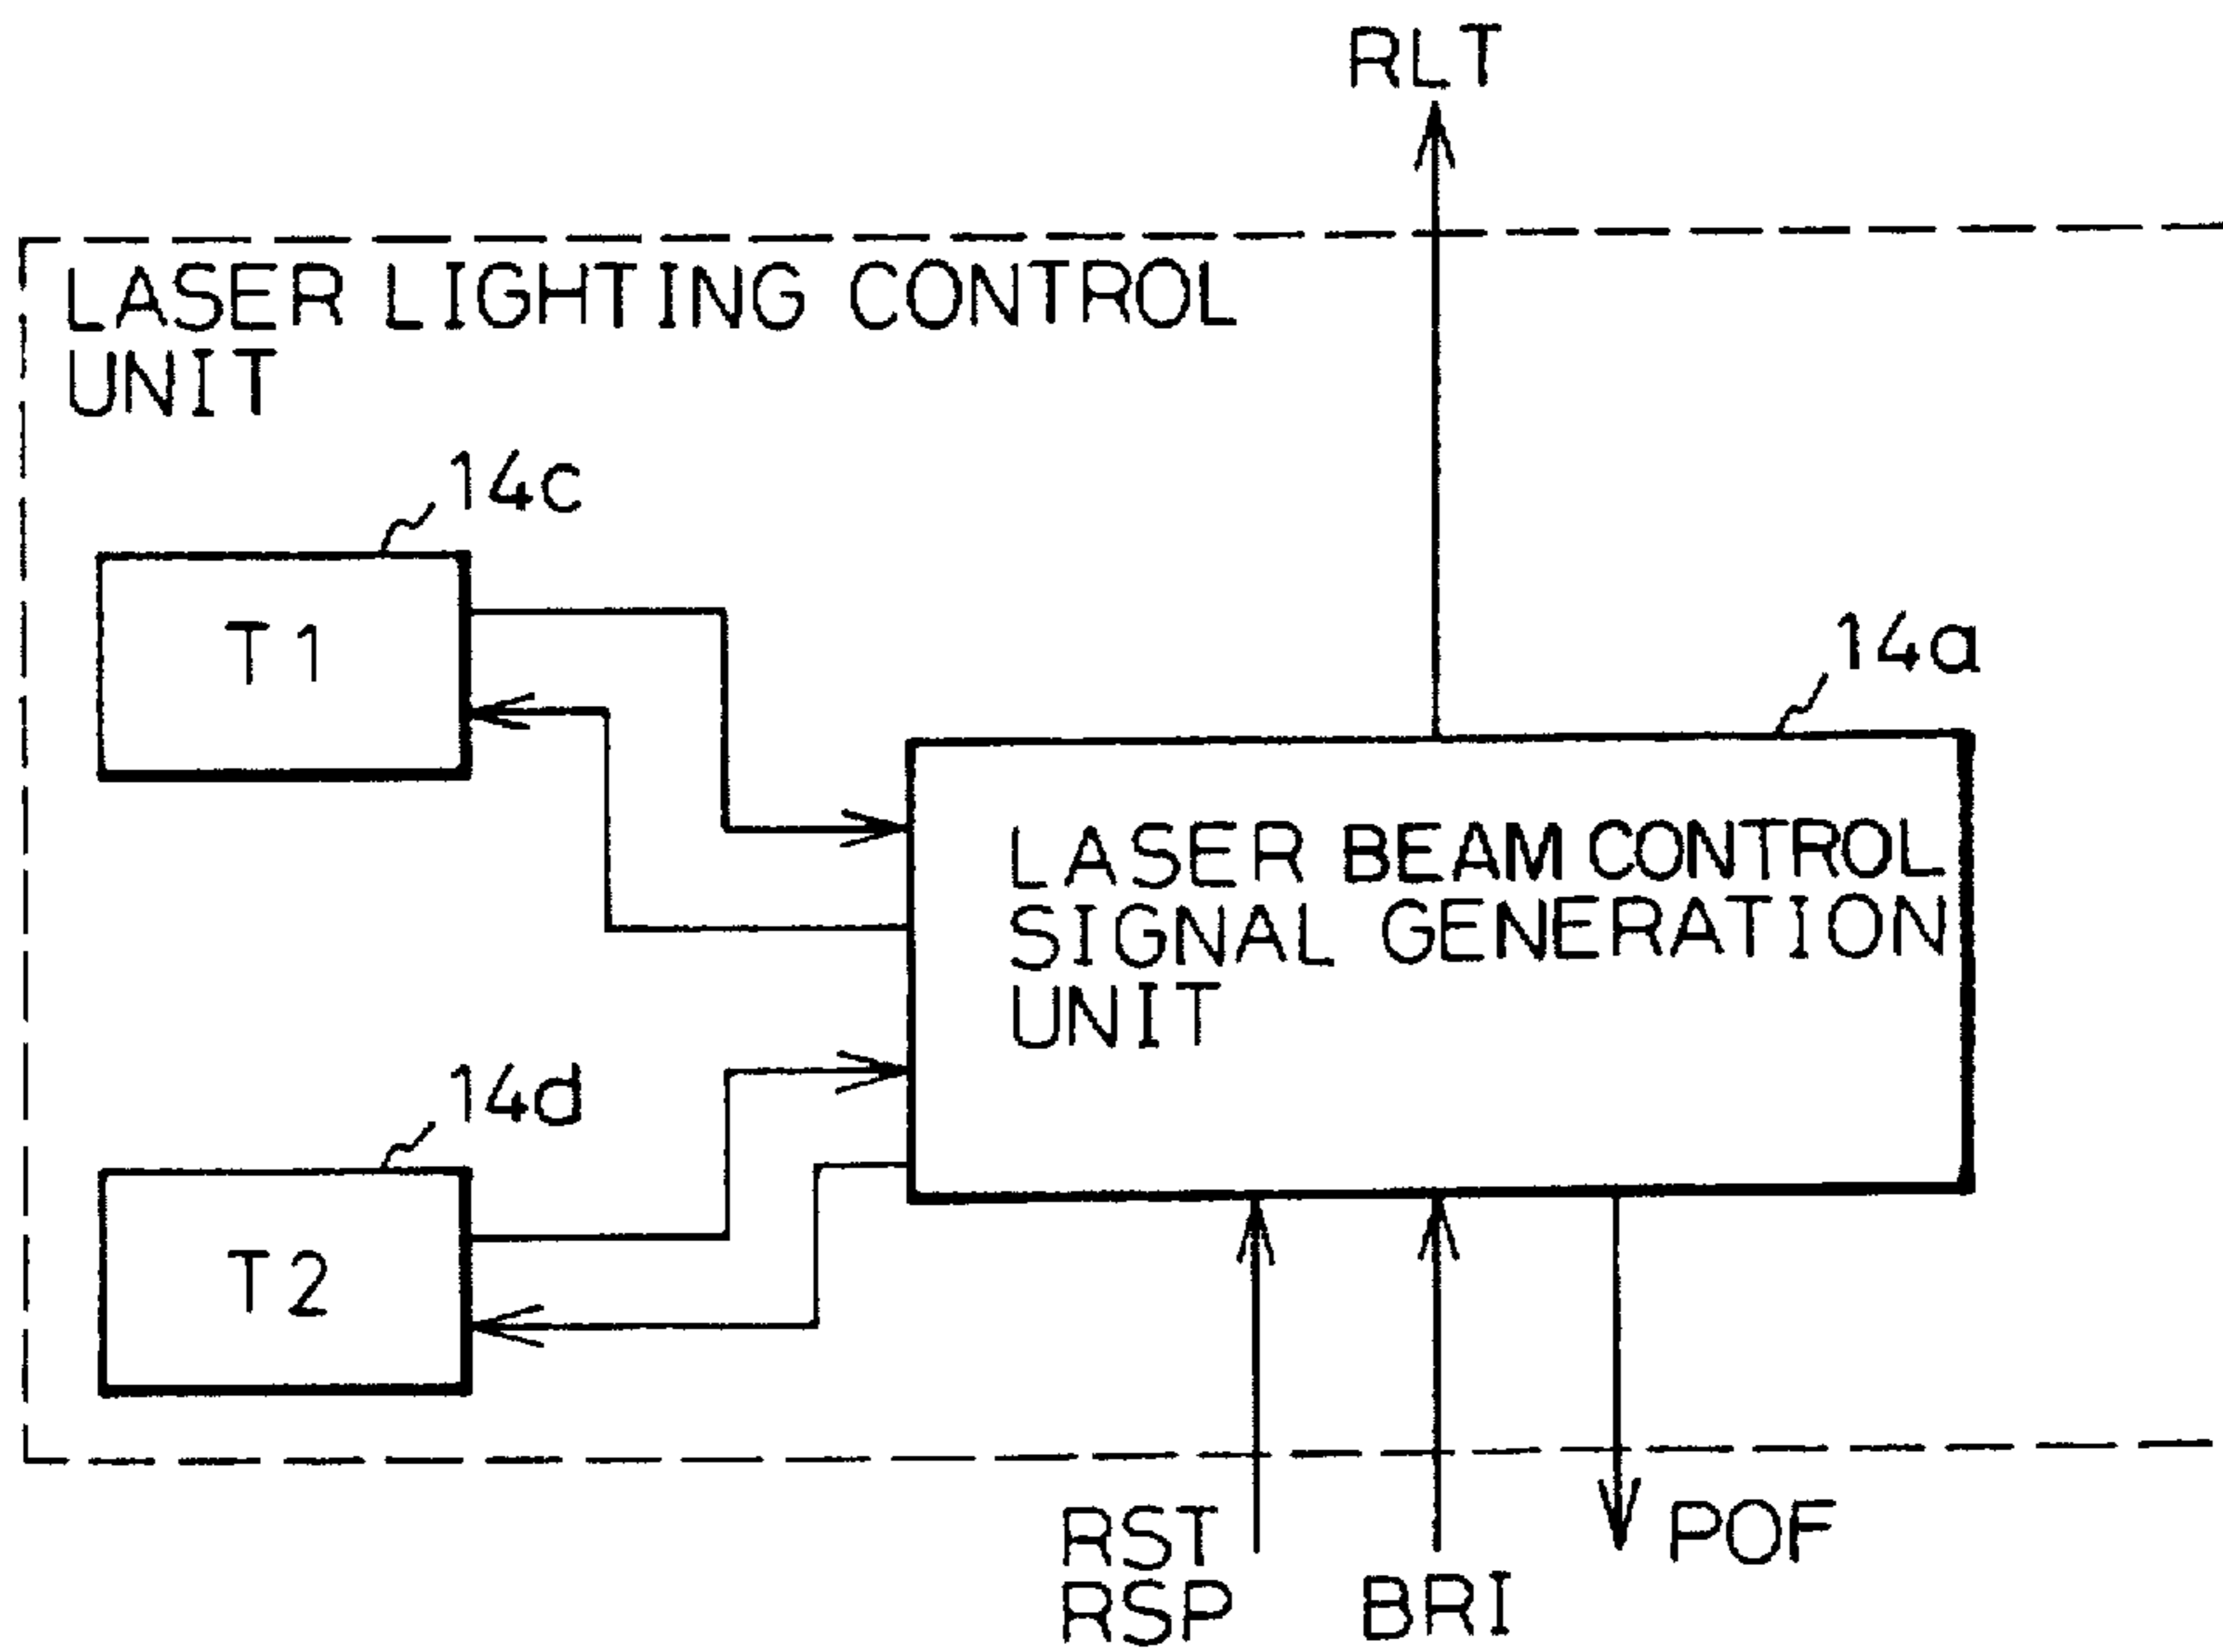 RLT
LASER LIGHTING CONTROL
UNIT
14c
T1
14a
LASER BEAM CONTROL
SIGNAL GENERATION
UNIT
14d
T2
RST
RSP
BRI
POF